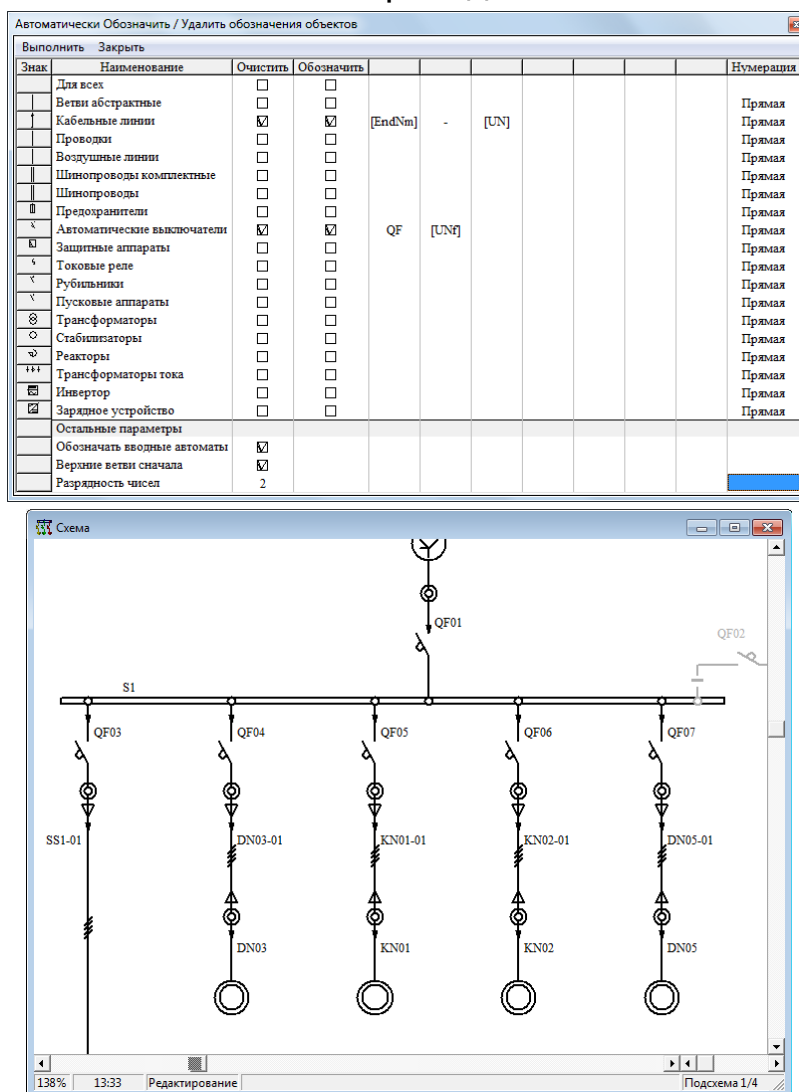 Автоматически Обозначить / Удалить обозначения объектов
Выполнить Закрыть
Знак Наименование Очистить Обозначить Нумерация
Для всех
Ветви абстрактные Прямая
Кабельные линии [EndNm] - [UN] Прямая
Проводки Прямая
Воздушные линии Прямая
Шинопроводы комплектные Прямая
Шинопроводы Прямая
Предохранители Прямая
Автоматические выключатели QF [UNf] Прямая
Защитные аппараты Прямая
Токовые реле Прямая
Рубильники Прямая
Пусковые аппараты Прямая
Трансформаторы Прямая
Стабилизаторы Прямая
Реакторы Прямая
Трансформаторы тока Прямая
Инвертор Прямая
Зарядное устройство Прямая
Остальные параметры
Обозначать вводные автоматы
Верхние ветви сначала
Разрядность чисел 2
Схема
QF01
QF02
S1
QF03 QF04 QF05 QF06 QF07
SS1-01 DN03-01 KN01-01 KN02-01 DN05-01
DN03 KN01 KN02 DN05
138% 13:33 Редактирование Подсхема 1/4